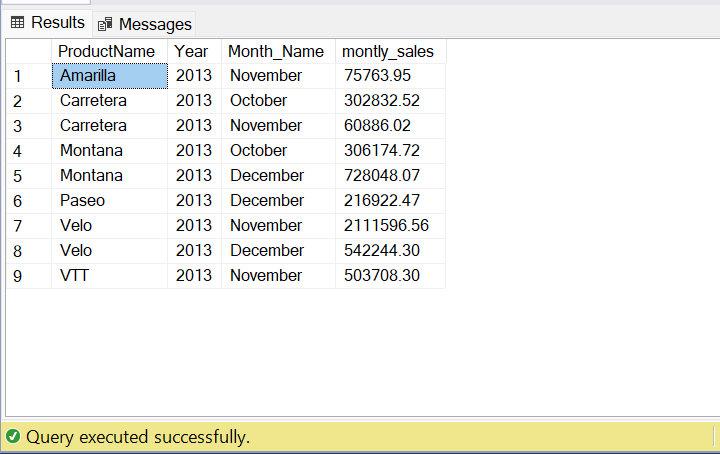 Results Messages
ProductName Year Month_Name montly_sales
1 Amarilla 2013 November 75763.95
2 Carretera 2013 October 302832.52
3 Carretera 2013 November 60886.02
4 Montana 2013 October 306174.72
5 Montana 2013 December 728048.07
6 Paseo 2013 December 216922.47
7 Velo 2013 November 2111596.56
8 Velo 2013 December 542244.30
9 VTT 2013 November 503708.30
Query executed successfully.